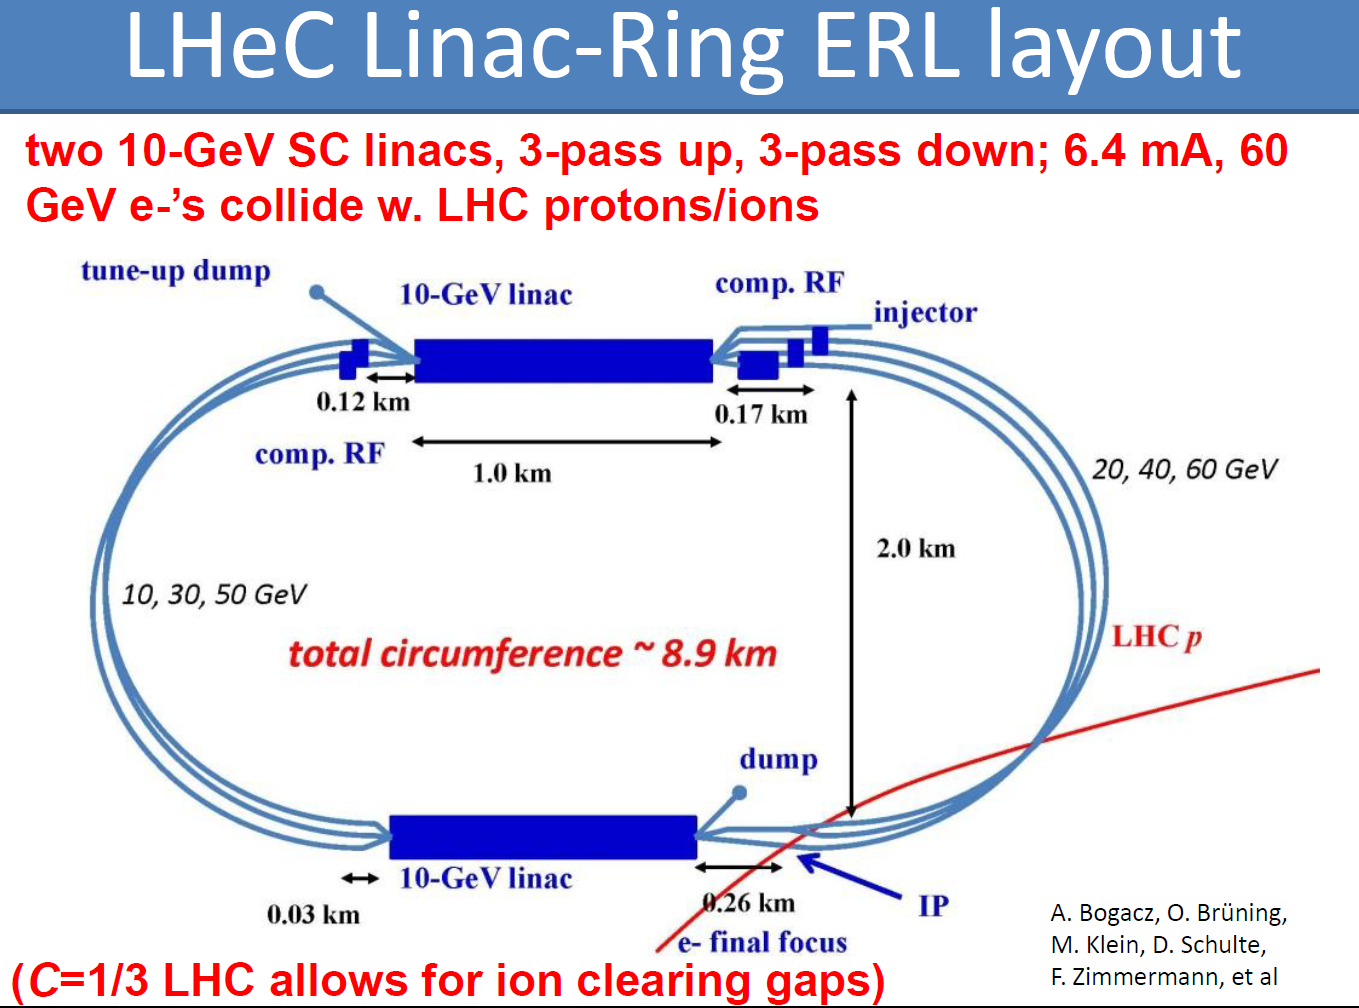 LHeC Linac-Ring ERL layout
two 10-GeV SC linacs, 3-pass up, 3-pass down; 6.4 mA, 60
GeV e-’s collide w. LHC protons/ions
tune-up dump
10-GeV linac
comp. RF
injector
0.12 km
0.17 km
comp. RF
1.0 km
20, 40, 60 GeV
2.0 km
10, 30, 50 GeV
total circumference ~ 8.9 km
LHC p
dump
10-GeV linac
0.03 km
0.26 km
IP
e- final focus
A. Bogacz, O. Brüning,
M. Klein, D. Schulte,
F. Zimmermann, et al
(C=1/3 LHC allows for ion clearing gaps)